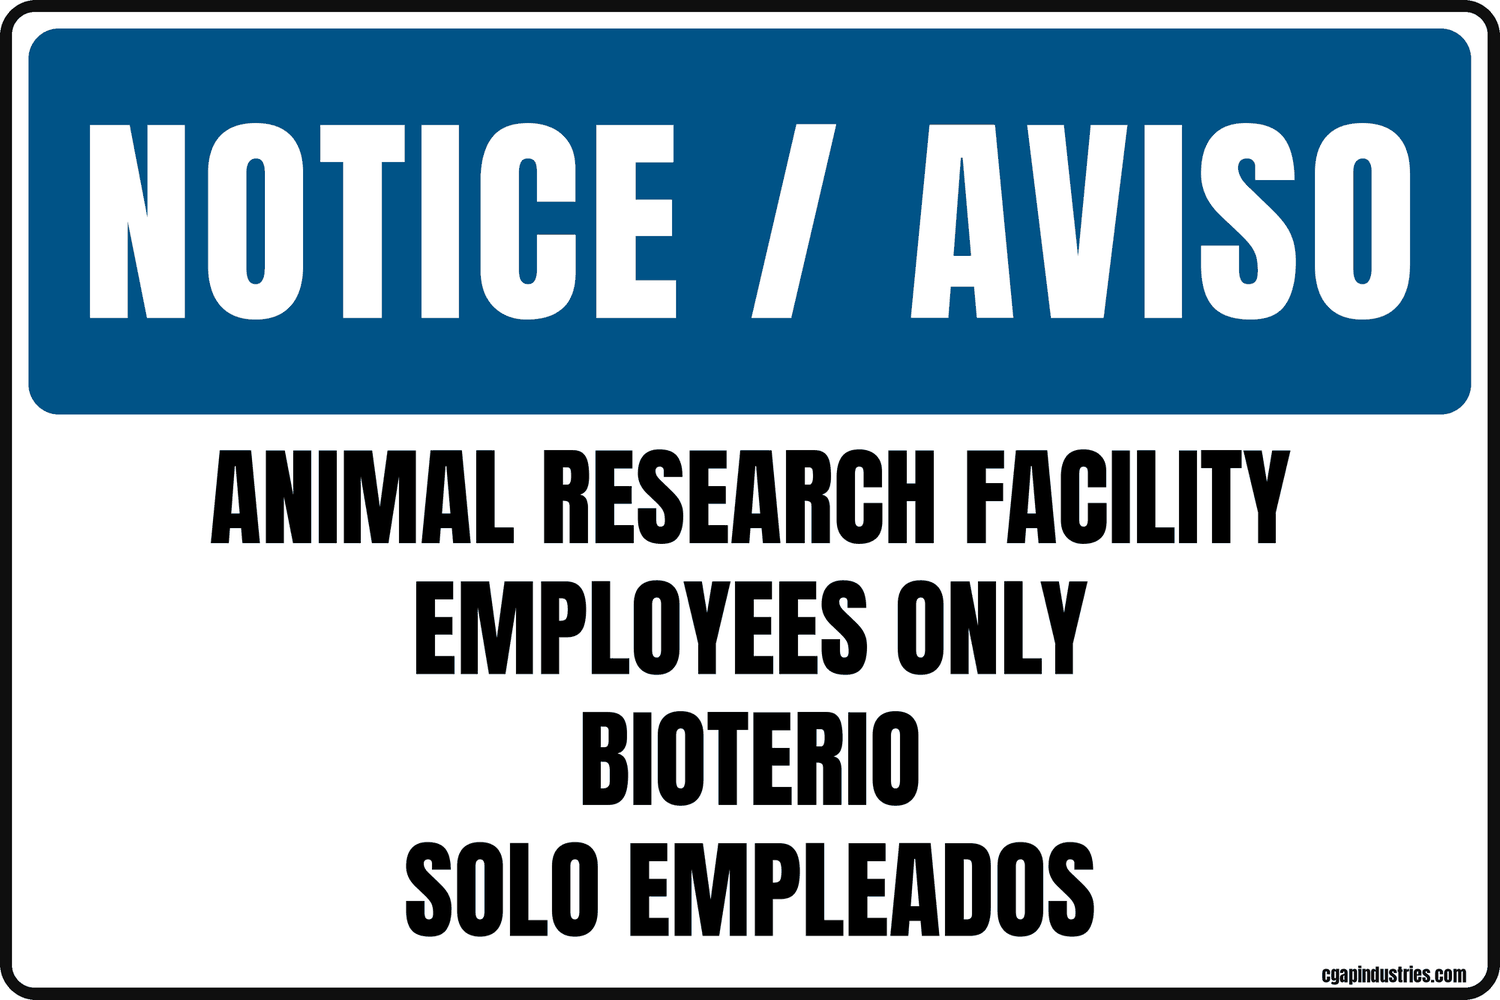 NOTICE / AVISO
ANIMAL RESEARCH FACILITY
EMPLOYEES ONLY
BIOTERIO
SOLO EMPLEADOS
cgapindustries.com